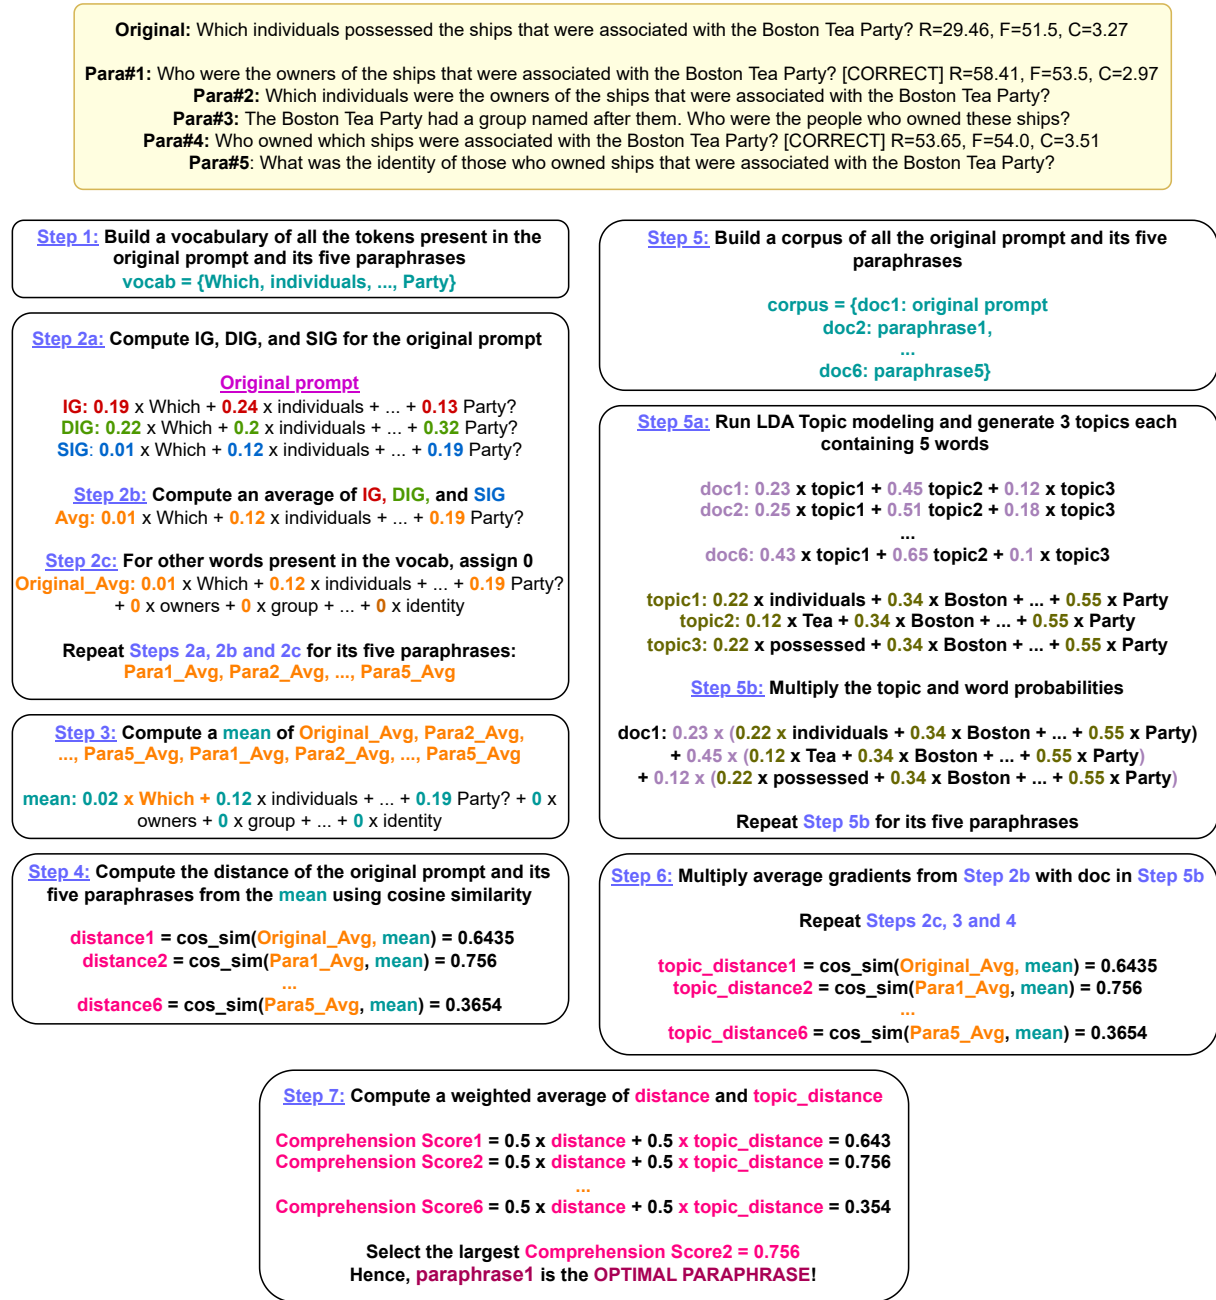 Original: Which individuals possessed the ships that were associated with the Boston Tea Party? R=29.46, F=51.5, C=3.27
Para#1: Who were the owners of the ships that were associated with the Boston Tea Party? [CORRECT] R=58.41, F=53.5, C=2.97
Para#2: Which individuals were the owners of the ships that were associated with the Boston Tea Party?
Para#3: The Boston Tea Party had a group named after them. Who were the people who owned these ships?
Para#4: Who owned which ships were associated with the Boston Tea Party? [CORRECT] R=53.65, F=54.0, C=3.51
Para#5: What was the identity of those who owned ships that were associated with the Boston Tea Party?
Step 1: Build a vocabulary of all the tokens present in the
original prompt and its five paraphrases
vocab = {Which, individuals, ..., Party}
Step 2a: Compute IG, DIG, and SIG for the original prompt
Original prompt
IG: 0.19 x Which + 0.24 x individuals + ... + 0.13 Party?
DIG: 0.22 x Which + 0.2 x individuals + ... + 0.32 Party?
SIG: 0.01 x Which + 0.12 x individuals + ... + 0.19 Party?
Step 2b: Compute an average of IG, DIG, and SIG
Avg: 0.01 x Which + 0.12 x individuals + ... + 0.19 Party?
Step 2c: For other words present in the vocab, assign 0
Original_Avg: 0.01 x Which + 0.12 x individuals + ... + 0.19 Party?
+ 0 x owners + 0 x group + ... + 0 x identity
Repeat Steps 2a, 2b and 2c for its five paraphrases:
Para1_Avg, Para2_Avg, ..., Para5_Avg
Step 3: Compute a mean of Original_Avg, Para2_Avg,
..., Para5_Avg, Para1_Avg, Para2_Avg, ..., Para5_Avg
mean: 0.02 x Which + 0.12 x individuals + ... + 0.19 Party? + 0 x
owners + 0 x group + ... + 0 x identity
Step 4: Compute the distance of the original prompt and its
five paraphrases from the mean using cosine similarity
distance1 = cos_sim(Original_Avg, mean) = 0.6435
distance2 = cos_sim(Para1_Avg, mean) = 0.756
...
distance6 = cos_sim(Para5_Avg, mean) = 0.3654
Step 5: Build a corpus of all the original prompt and its five
paraphrases
corpus = {doc1: original prompt
doc2: paraphrase1,
...
doc6: paraphrase5}
Step 5a: Run LDA Topic modeling and generate 3 topics each
containing 5 words
doc1: 0.23 x topic1 + 0.45 topic2 + 0.12 x topic3
doc2: 0.25 x topic1 + 0.51 topic2 + 0.18 x topic3
...
doc6: 0.43 x topic1 + 0.65 topic2 + 0.1 x topic3
topic1: 0.22 x individuals + 0.34 x Boston + ... + 0.55 x Party
topic2: 0.12 x Tea + 0.34 x Boston + ... + 0.55 x Party
topic3: 0.22 x possessed + 0.34 x Boston + ... + 0.55 x Party
Step 5b: Multiply the topic and word probabilities
doc1: 0.23 x (0.22 x individuals + 0.34 x Boston + ... + 0.55 x Party)
+ 0.45 x (0.12 x Tea + 0.34 x Boston + ... + 0.55 x Party)
+ 0.12 x (0.22 x possessed + 0.34 x Boston + ... + 0.55 x Party)
Repeat Step 5b for its five paraphrases
Step 6: Multiply average gradients from Step 2b with doc in Step 5b
Repeat Steps 2c, 3 and 4
topic_distance1 = cos_sim(Original_Avg, mean) = 0.6435
topic_distance2 = cos_sim(Para1_Avg, mean) = 0.756
...
topic_distance6 = cos_sim(Para5_Avg, mean) = 0.3654
Step 7: Compute a weighted average of distance and topic_distance
Comprehension Score1 = 0.5 x distance + 0.5 x topic_distance = 0.643
Comprehension Score2 = 0.5 x distance + 0.5 x topic_distance = 0.756
...
Comprehension Score6 = 0.5 x distance + 0.5 x topic_distance = 0.354
Select the largest Comprehension Score2 = 0.756
Hence, paraphrase1 is the OPTIMAL PARAPHRASE!